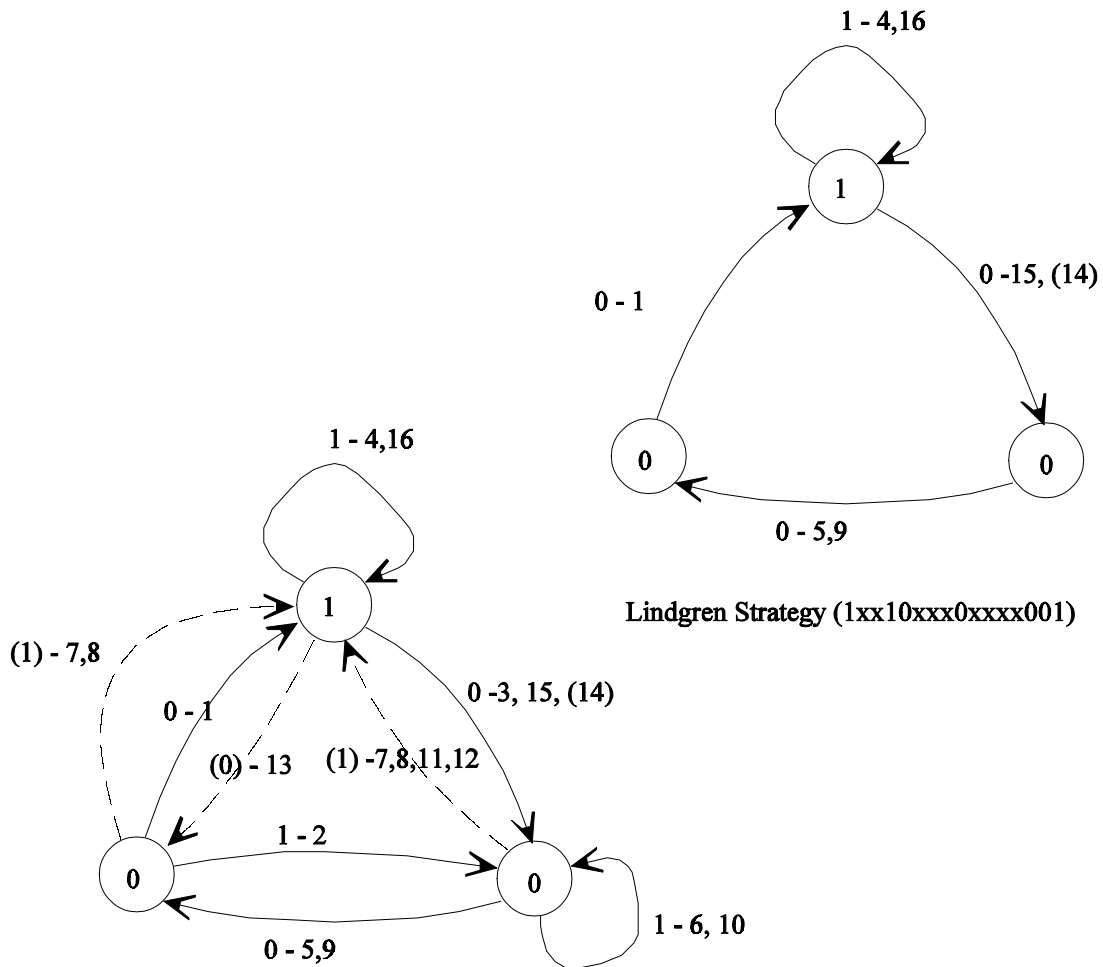 1 - 4,16
1
0 -15, (14)
0 - 1
0
0
0 - 5,9
Lindgren Strategy (1xx10xxx0xxxx001)
1 - 4,16
1
(1) - 7,8
0 -3, 15, (14)
0 - 1
(0) - 13
(1) -7,8,11,12
1 - 2
0
0
1 - 6, 10
0 - 5,9